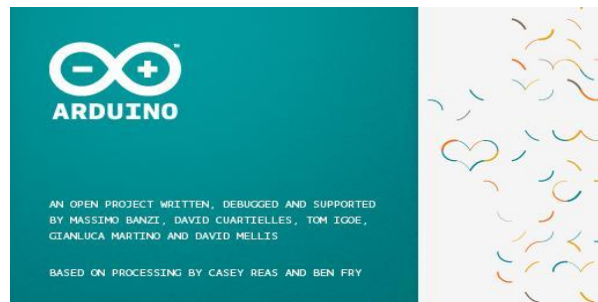 ARDUINO
AN OPEN PROJECT WRITTEN, DEBUGGED AND SUPPORTED
BY MASSIMO BANZI, DAVID CUARTIELLES, TOM IGOE,
GIANLUCA MARTINO AND DAVID MELLIS
BASED ON PROCESSING BY CASEY REAS AND BEN FRY